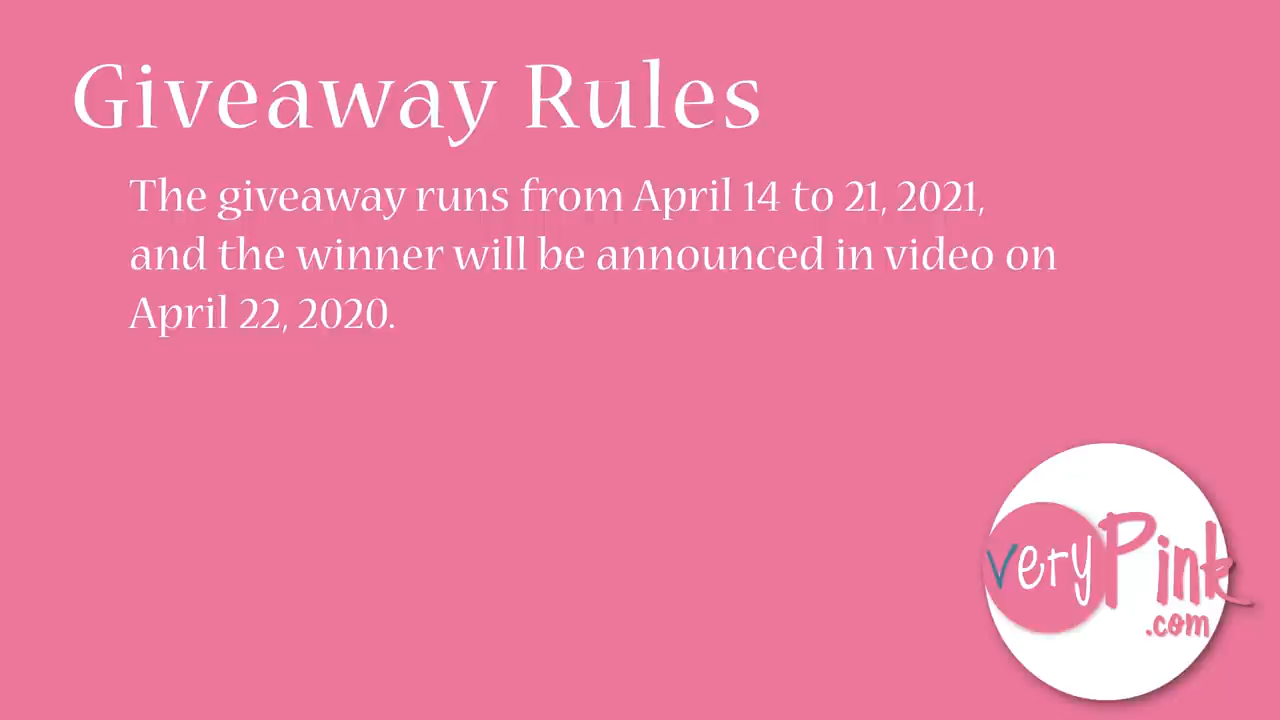 Giveaway Rules
The giveaway runs from April 14 to 21, 2021,
and the winner will be announced in video on
April 22, 2020.
veryPink
.com